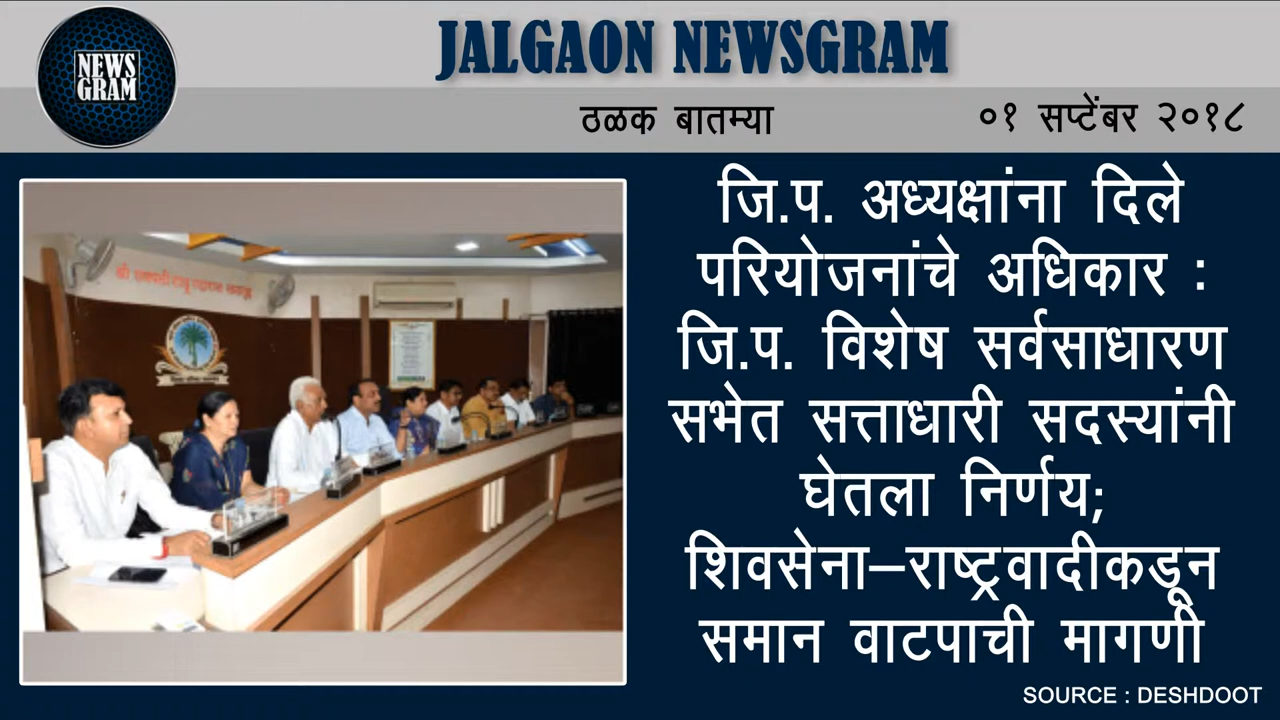 NEWS
GRAM
JALGAON NEWSGRAM
ठळक बातम्या
०१ सप्टेंबर २०१८
जि.प. अध्यक्षांना दिले
परियोजनांचे अधिकार :
जि.प. विशेष सर्वसाधारण
सभेत सत्ताधारी सदस्यांनी
घेतला निर्णय;
शिवसेना–राष्ट्रवादीकडून
समान वाटपाची मागणी
श्री
SOURCE : DESHDOOT